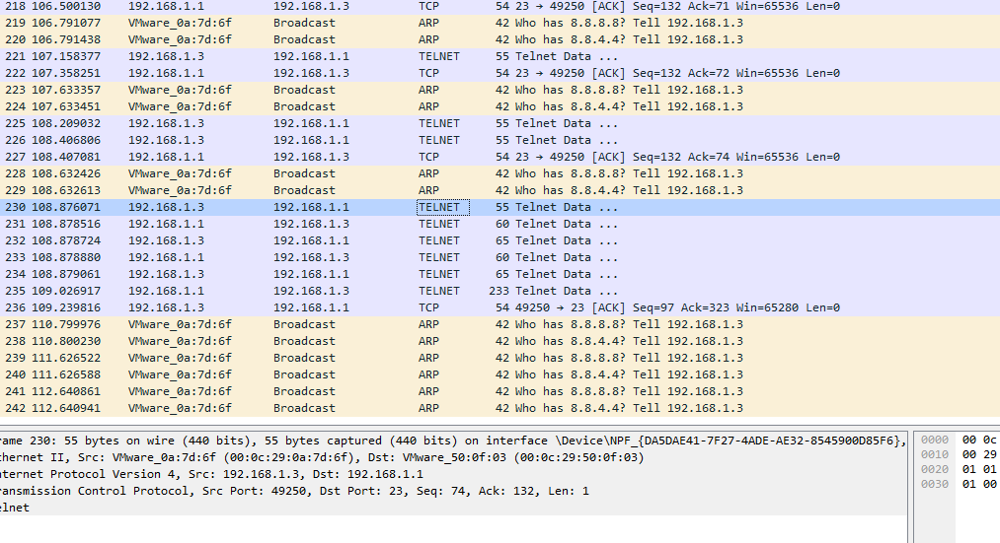 218 106.500130 192.168.1.1 192.168.1.3 TCP 54 23 → 49250 [ACK] Seq=132 Ack=71 Win=65536 Len=0
219 106.791077 VMware_0a:7d:6f Broadcast ARP 42 Who has 8.8.8.8? Tell 192.168.1.3
220 106.791438 VMware_0a:7d:6f Broadcast ARP 42 Who has 8.8.4.4? Tell 192.168.1.3
221 107.158377 192.168.1.3 192.168.1.1 TELNET 55 Telnet Data ...
222 107.358251 192.168.1.1 192.168.1.3 TCP 54 23 → 49250 [ACK] Seq=132 Ack=72 Win=65536 Len=0
223 107.633357 VMware_0a:7d:6f Broadcast ARP 42 Who has 8.8.8.8? Tell 192.168.1.3
224 107.633451 VMware_0a:7d:6f Broadcast ARP 42 Who has 8.8.4.4? Tell 192.168.1.3
225 108.209032 192.168.1.3 192.168.1.1 TELNET 55 Telnet Data ...
226 108.406806 192.168.1.3 192.168.1.1 TELNET 55 Telnet Data ...
227 108.407081 192.168.1.1 192.168.1.3 TCP 54 23 → 49250 [ACK] Seq=132 Ack=74 Win=65536 Len=0
228 108.632426 VMware_0a:7d:6f Broadcast ARP 42 Who has 8.8.8.8? Tell 192.168.1.3
229 108.632613 VMware_0a:7d:6f Broadcast ARP 42 Who has 8.8.4.4? Tell 192.168.1.3
230 108.876071 192.168.1.3 192.168.1.1 TELNET 55 Telnet Data ...
231 108.878516 192.168.1.1 192.168.1.3 TELNET 60 Telnet Data ...
232 108.878724 192.168.1.3 192.168.1.1 TELNET 65 Telnet Data ...
233 108.878880 192.168.1.1 192.168.1.3 TELNET 60 Telnet Data ...
234 108.879061 192.168.1.3 192.168.1.1 TELNET 65 Telnet Data ...
235 109.026917 192.168.1.1 192.168.1.3 TELNET 233 Telnet Data ...
236 109.239816 192.168.1.3 192.168.1.1 TCP 54 49250 → 23 [ACK] Seq=97 Ack=323 Win=65280 Len=0
237 110.799976 VMware_0a:7d:6f Broadcast ARP 42 Who has 8.8.8.8? Tell 192.168.1.3
238 110.800230 VMware_0a:7d:6f Broadcast ARP 42 Who has 8.8.4.4? Tell 192.168.1.3
239 111.626522 VMware_0a:7d:6f Broadcast ARP 42 Who has 8.8.8.8? Tell 192.168.1.3
240 111.626588 VMware_0a:7d:6f Broadcast ARP 42 Who has 8.8.4.4? Tell 192.168.1.3
241 112.640861 VMware_0a:7d:6f Broadcast ARP 42 Who has 8.8.8.8? Tell 192.168.1.3
242 112.640941 VMware_0a:7d:6f Broadcast ARP 42 Who has 8.8.4.4? Tell 192.168.1.3
rame 230: 55 bytes on wire (440 bits), 55 bytes captured (440 bits) on interface \Device\NPF_{DA5DAE41-7F27-4ADE-AE32-8545900D85F6},
thernet II, Src: VMware_0a:7d:6f (00:0c:29:0a:7d:6f), Dst: VMware_50:0f:03 (00:0c:29:50:0f:03)
nternet Protocol Version 4, Src: 192.168.1.3, Dst: 192.168.1.1
ransmission Control Protocol, Src Port: 49250, Dst Port: 23, Seq: 74, Ack: 132, Len: 1
elnet
0000 00 0c
0010 00 29
0020 01 01
0030 01 00